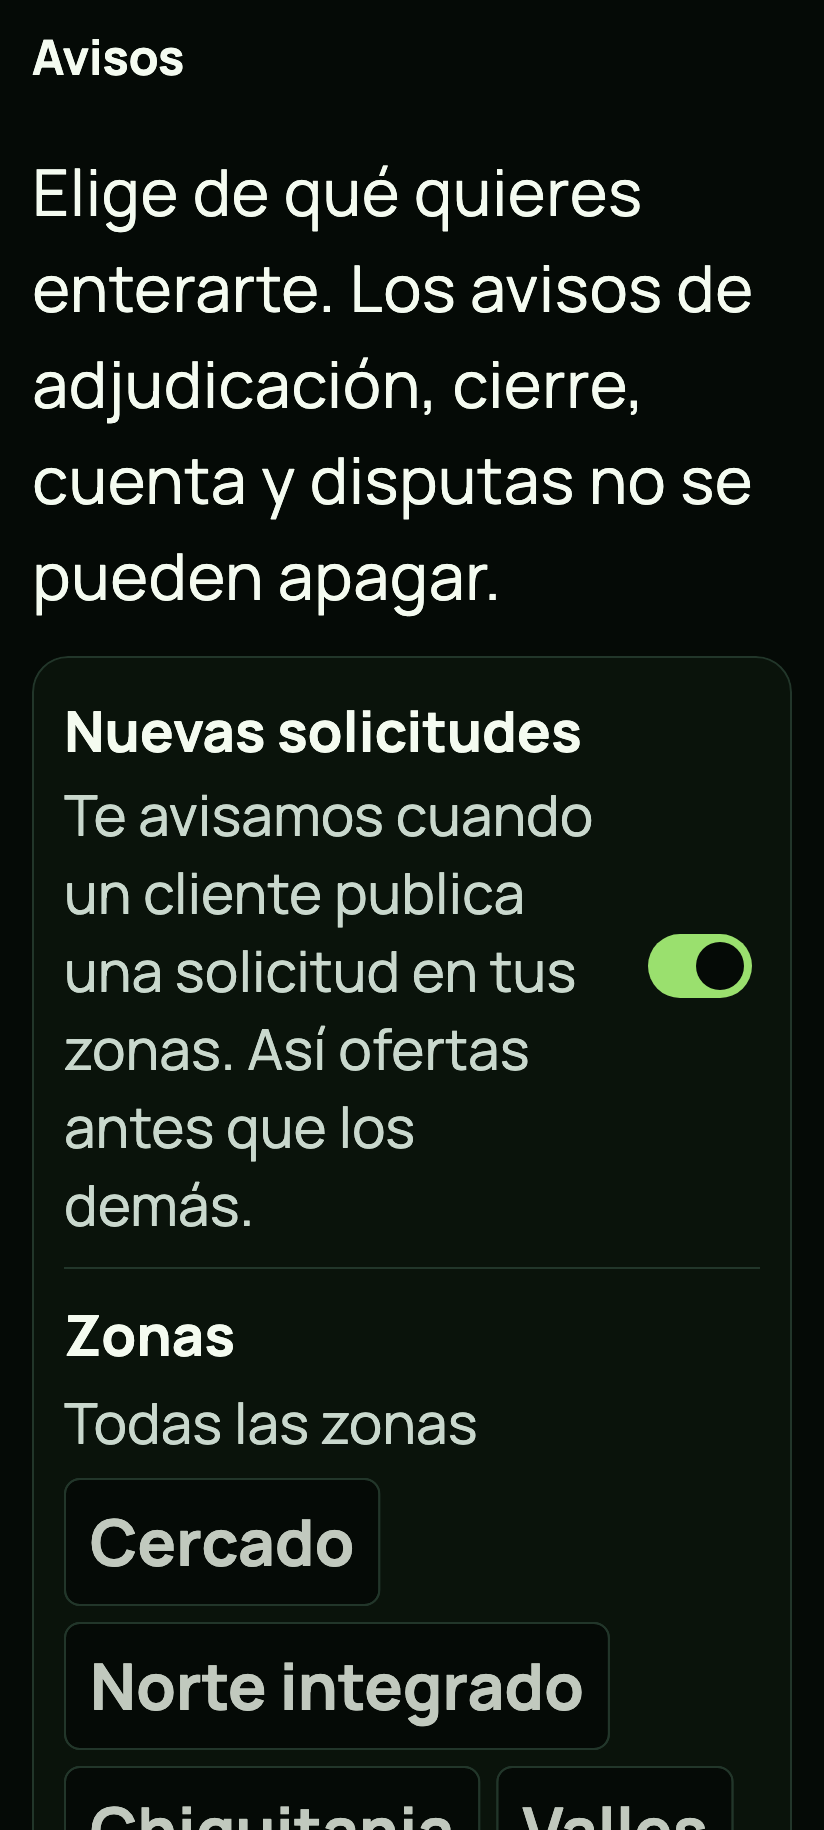 Avisos
Elige de qué quieres
enterarte. Los avisos de
adjudicación, cierre,
cuenta y disputas no se
pueden apagar.
Nuevas solicitudes
Te avisamos cuando
un cliente publica
una solicitud en tus
zonas. Así ofertas
antes que los
demás.
Zonas
Todas las zonas
Cercado
Norte integrado
Chiquitania Valles